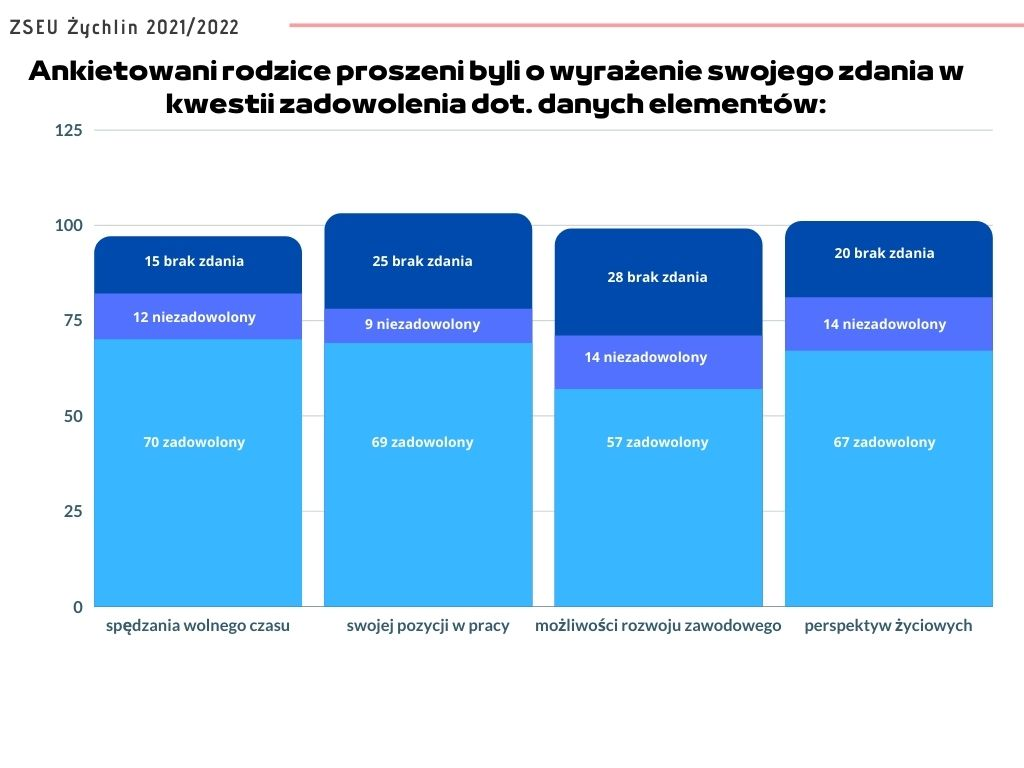 ZSEU Żychlin 2021/2022
Ankietowani rodzice proszeni byli o wyrażenie swojego zdania w
kwestii zadowolenia dot. danych elementów:
125
100
75
50
25
0
15 brak zdania
12 niezadowolony
70 zadowolony
25 brak zdania
9 niezadowolony
69 zadowolony
28 brak zdania
14 niezadowolony
57 zadowolony
20 brak zdania
14 niezadowolony
67 zadowolony
spędzania wolnego czasu
swojej pozycji w pracy
możliwości rozwoju zawodowego
perspektyw życiowych